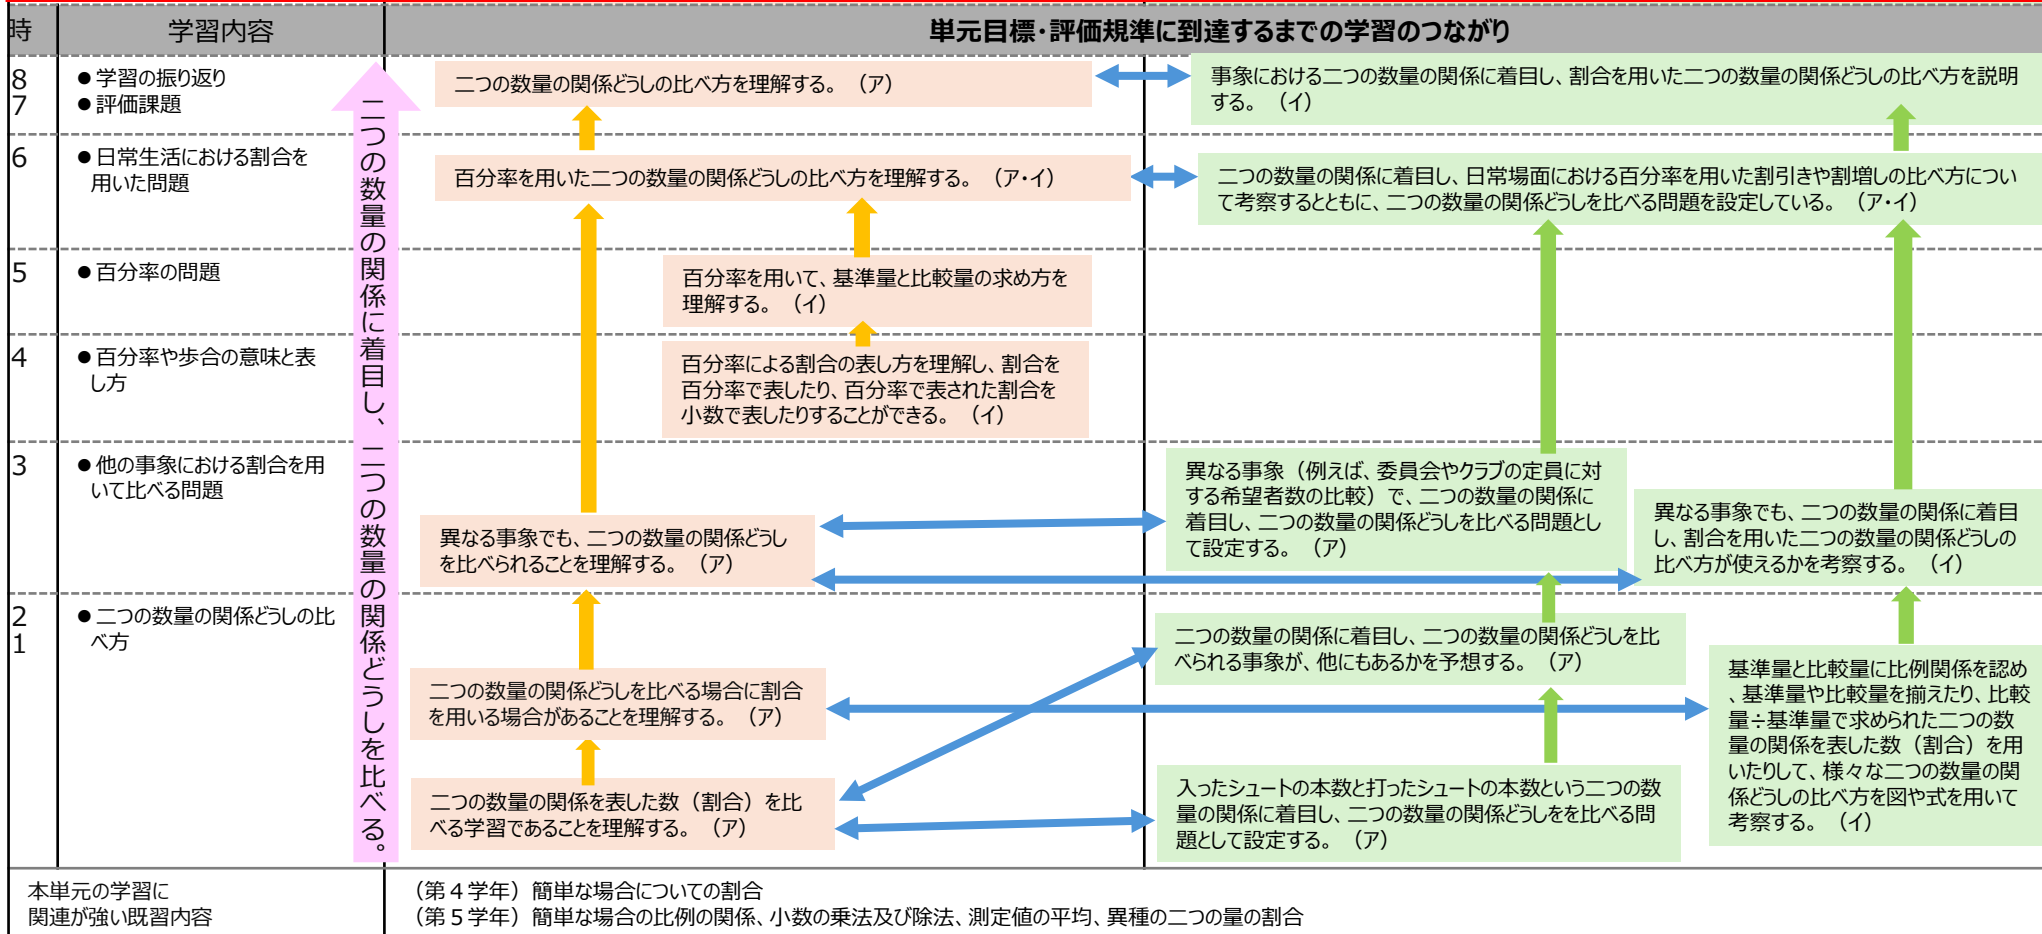 時
学習内容
単元目標・評価規準に到達するまでの学習のつながり
二つの数量の関係に着目し、二つの数量の関係どうしを比べる。
8
7
●学習の振り返り
●評価課題
二つの数量の関係どうしの比べ方を理解する。（ア）
事象における二つの数量の関係に着目し、割合を用いた二つの数量の関係どうしの比べ方を説明
する。（イ）
6
●日常生活における割合を
用いた問題
百分率を用いた二つの数量の関係どうしの比べ方を理解する。（ア・イ）
二つの数量の関係に着目し、日常場面における百分率を用いた割引きや割増しの比べ方につい
て考察するとともに、二つの数量の関係どうしを比べる問題を設定している。（ア・イ）
5
●百分率の問題
百分率を用いて、基準量と比較量の求め方を
理解する。（イ）
4
●百分率や歩合の意味と表
し方
百分率による割合の表し方を理解し、割合を
百分率で表したり、百分率で表された割合を
小数で表したりすることができる。（イ）
3
●他の事象における割合を用
いて比べる問題
異なる事象でも、二つの数量の関係どうし
を比べられることを理解する。（ア）
異なる事象（例えば、委員会やクラブの定員に対
する希望者数の比較）で、二つの数量の関係に
着目し、二つの数量の関係どうしを比べる問題とし
て設定する。（ア）
異なる事象でも、二つの数量の関係に着目
し、割合を用いた二つの数量の関係どうしの
比べ方が使えるかを考察する。（イ）
2
1
●二つの数量の関係どうしの比
べ方
二つの数量の関係どうしを比べる場合に割合
を用いる場合があることを理解する。（ア）
二つの数量の関係を表した数（割合）を比
べる学習であることを理解する。（ア）
二つの数量の関係に着目し、二つの数量の関係どうしを比
べられる事象が、他にもあるかを予想する。（ア）
入ったシュートの本数と打ったシュートの本数という二つの数
量の関係に着目し、二つの数量の関係どうしをを比べる問
題として設定する。（ア）
基準量と比較量に比例関係を認め
、基準量や比較量を揃えたり、比較
量÷基準量で求められた二つの数
量の関係を表した数（割合）を用
いたりして、様々な二つの数量の関
係どうしの比べ方を図や式を用いて
考察する。（イ）
本単元の学習に
関連が強い既習内容
（第４学年）簡単な場合についての割合
（第５学年）簡単な場合の比例の関係、小数の乗法及び除法、測定値の平均、異種の二つの量の割合